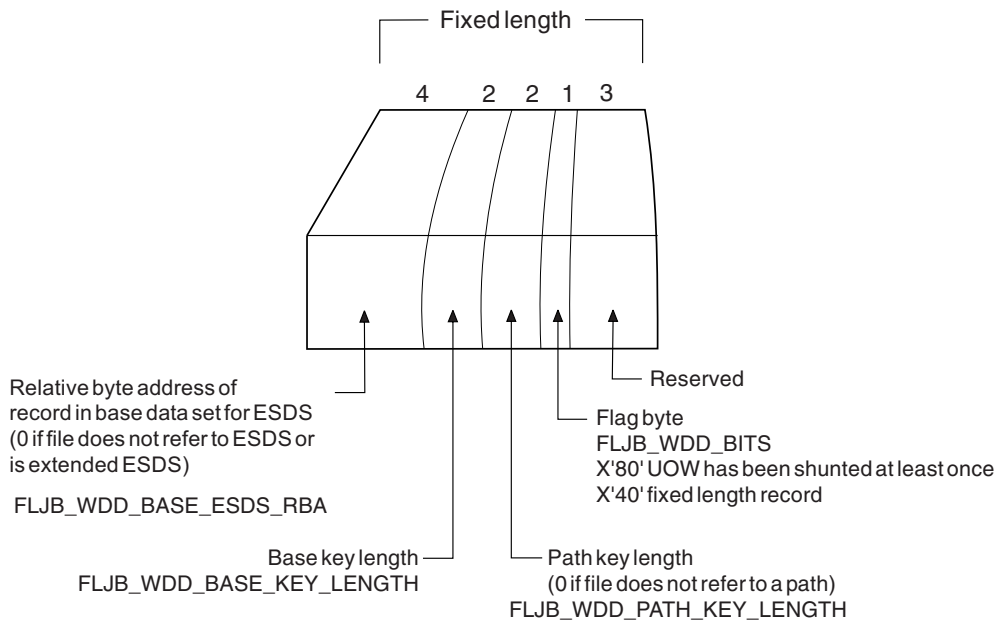 Fixed length
4 2 2 1 3
Relative byte address of
record in base data set for ESDS
(0 if file does not refer to ESDS or
is extended ESDS)
FLJB_WDD_BASE_ESDS_RBA
Reserved
Flag byte
FLJB_WDD_BITS
X'80' UOW has been shunted at least once
X'40' fixed length record
Base key length
FLJB_WDD_BASE_KEY_LENGTH
Path key length
(0 if file does not refer to a path)
FLJB_WDD_PATH_KEY_LENGTH